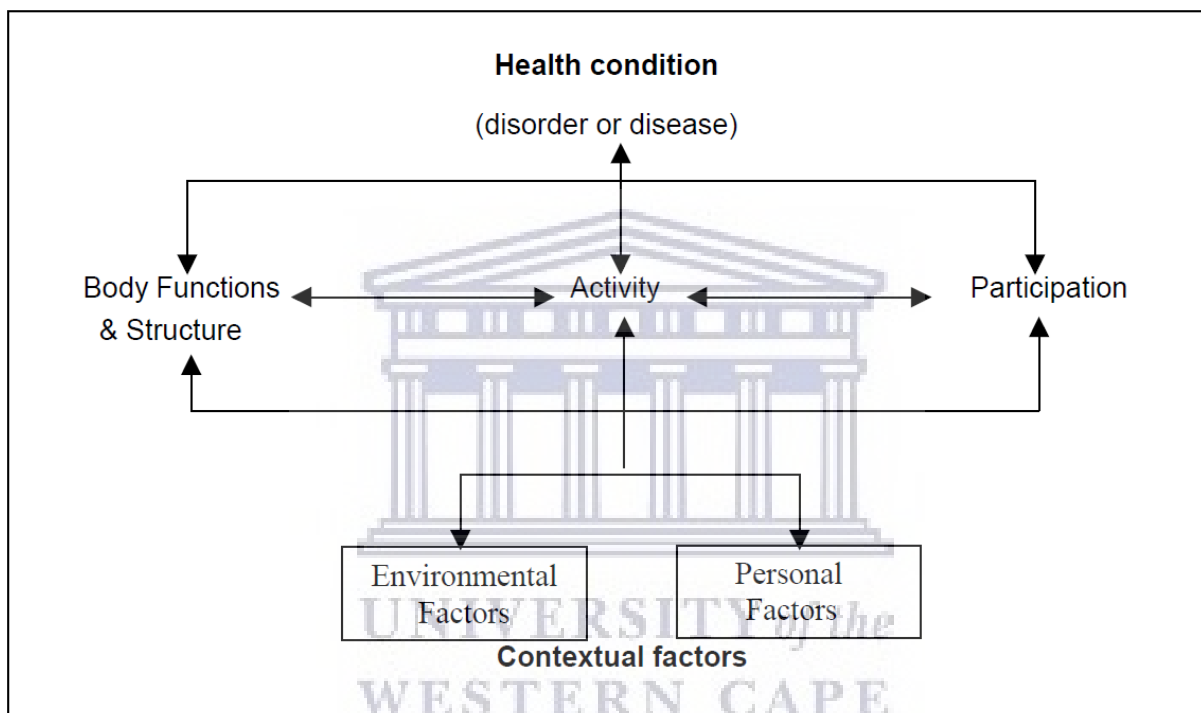 Health condition
(disorder or disease)
Body Functions
& Structure
Activity
Participation
Environmental
Factors
Personal
Factors
UNIVERSITY of the
Contextual factors
WESTERN CAPE